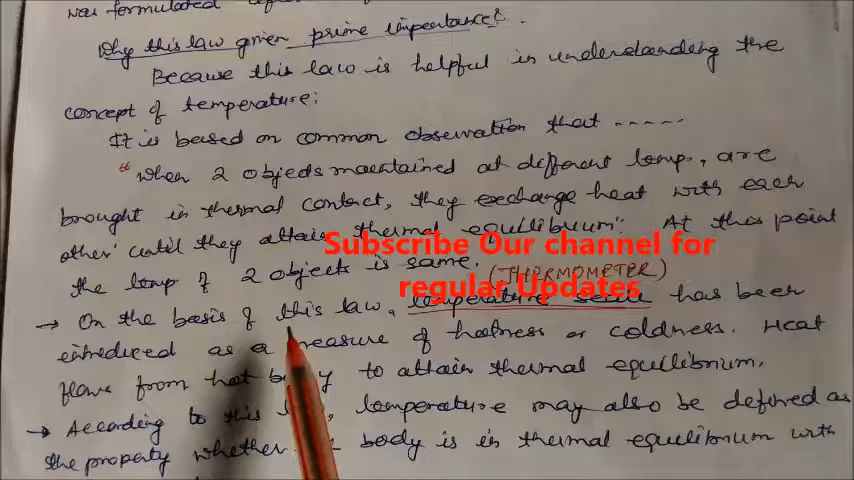 was formulated
Why this law given prime importance?
Because this law is helpful in understanding the
concept of temperature:
It is based on common observation that -----
"When 2 objects maintained at different temp, are
brought in thermal contact, they exchange heat with each
other until they attain thermal equilibrium". At this point
Subscribe Our channel for
the temp of 2 objects is same.
(THERMOMETER)
regular Updates
→ On the basis of this law, temperature scale has been
introduced as a measure of hotness or coldness. Heat
flows from hot body to attain thermal equilibrium.
→ According to this temperature may also be defined as
the property whether body is in thermal equilibrium with